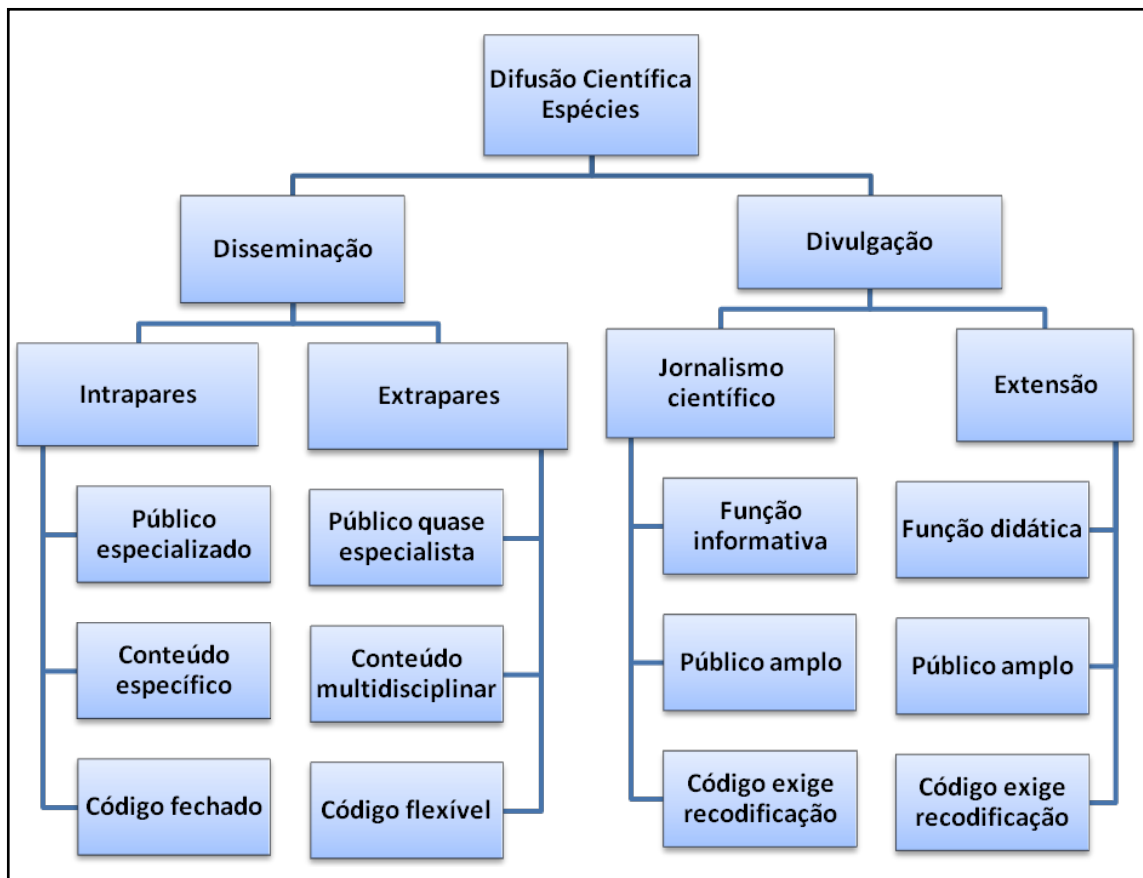 Difusão Científica
Espécies
Disseminação
Divulgação
Intrapares
Extrapares
Jornalismo
científico
Extensão
Público
especializado
Público quase
especialista
Função
informativa
Função didática
Conteúdo
específico
Conteúdo
multidisciplinar
Público amplo
Público amplo
Código fechado
Código flexível
Código exige
recodificação
Código exige
recodificação